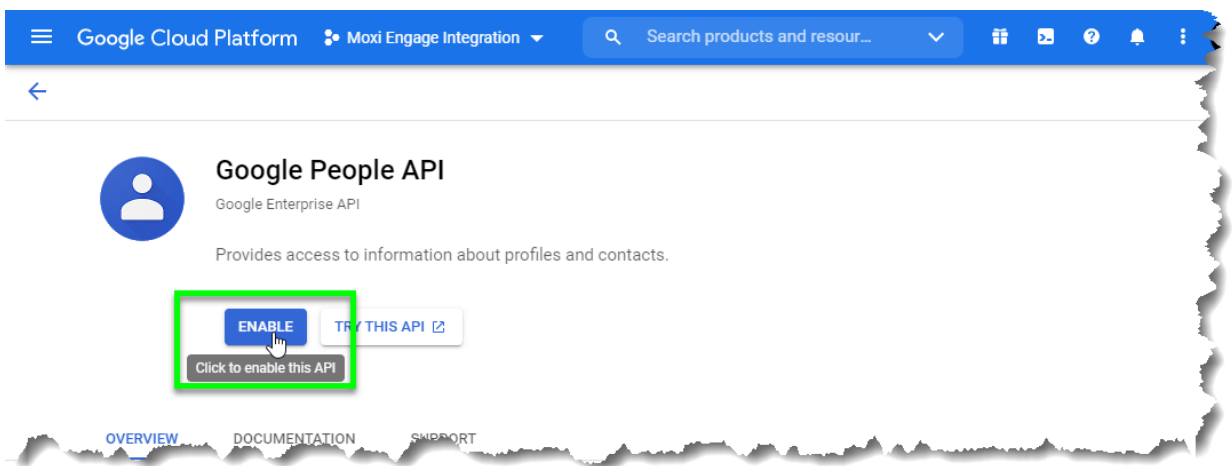 Google Cloud Platform Moxi Engage Integration Search products and resour...
Google People API
Google Enterprise API
Provides access to information about profiles and contacts.
ENABLE TRY THIS API
Click to enable this API
OVERVIEW DOCUMENTATION SUPPORT